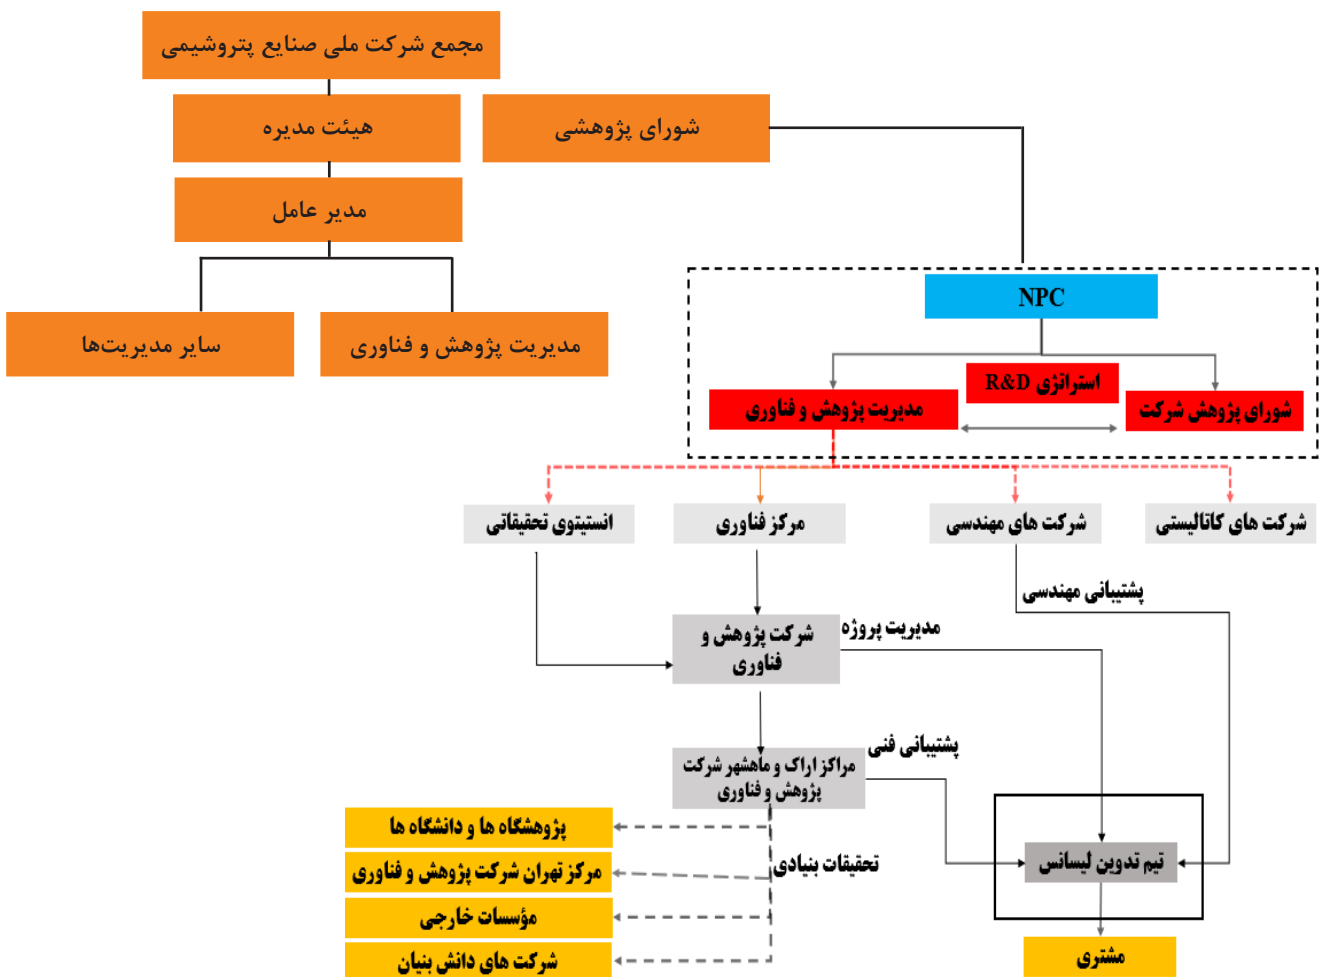 مجمع شرکت ملی صنایع پتروشیمی
هیئت مدیره
شورای پژوهشی
مدیر عامل
مدیریت پژوهش و فناوری
سایر مدیریت‌ها
NPC
استراتژی R&D
شورای پژوهش شرکت
مدیریت پژوهش و فناوری
شرکت های کاتالیستی
شرکت های مهندسی
مرکز فناوری
انستیتوی تحقیقاتی
پشتیبانی مهندسی
شرکت پژوهش و
فناوری
مدیریت پروژه
پشتیبانی فنی
مراکز اراک و ماهشهر شرکت
پژوهش و فناوری
تحقیقات بنیادی
پژوهشگاه ها و دانشگاه ها
مرکز تهران شرکت پژوهش و فناوری
مؤسسات خارجی
شرکت های دانش بنیان
تیم تدوین لیسانس
مشتری